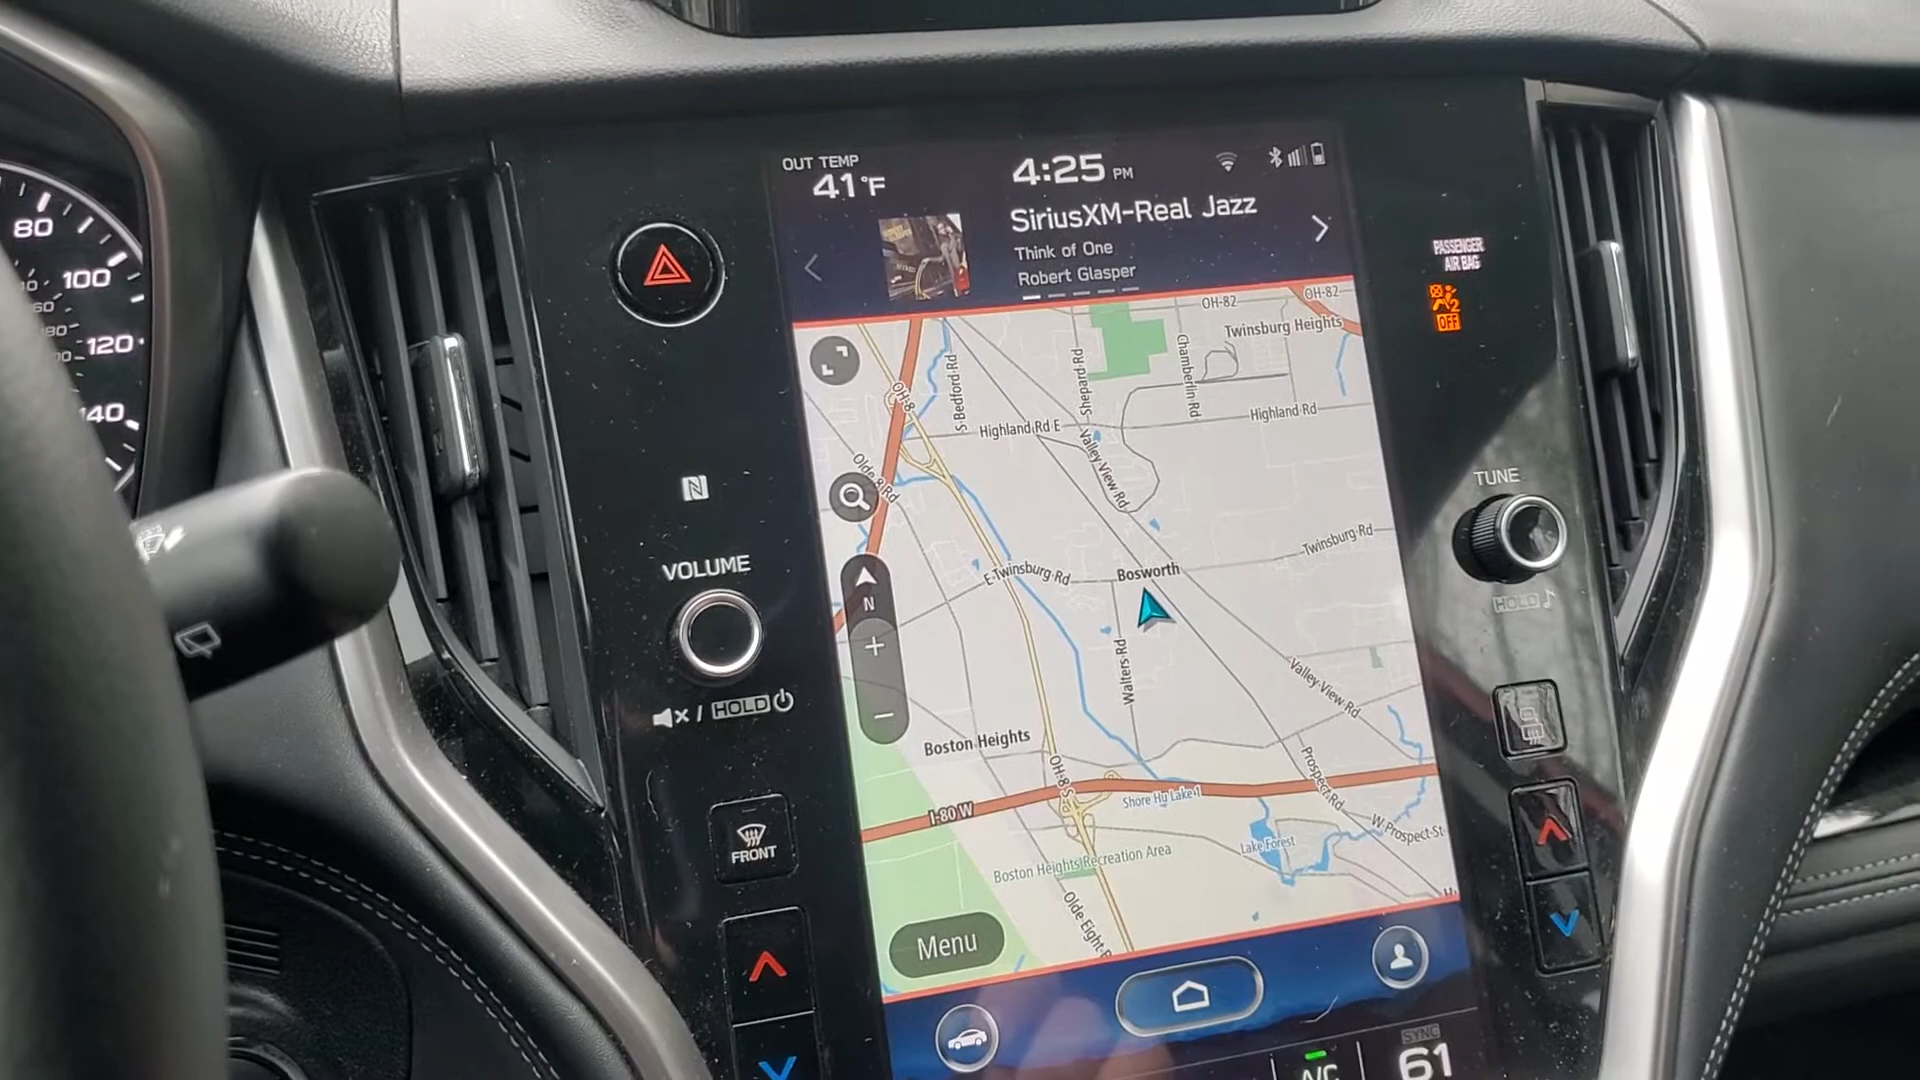 OUT TEMP
41°F
4:25 PM
SiriusXM-Real Jazz
Think of One
Robert Glasper
80
100
120
140
PASSENGER
AIR BAG
2
OFF
OH-82
OH-82
Twinsburg Heights
S Bedford Rd
Shepard Rd
Chamberlin Rd
OH-8
Highland Rd E
Highland Rd
Valley View Rd
Olde 8 Rd
N
TUNE
HOLD
VOLUME
/ HOLD
Twinsburg Rd
E Twinsburg Rd
Bosworth
N
+
−
Walters Rd
Valley View Rd
Boston Heights
OH-8 S
Prospect Rd
I-80 W
Shore Hu Lake 1
W Prospect St
Lake Forest
Boston Heights Recreation Area
FRONT
Olde Eight
Menu
SYNC
A/C
61